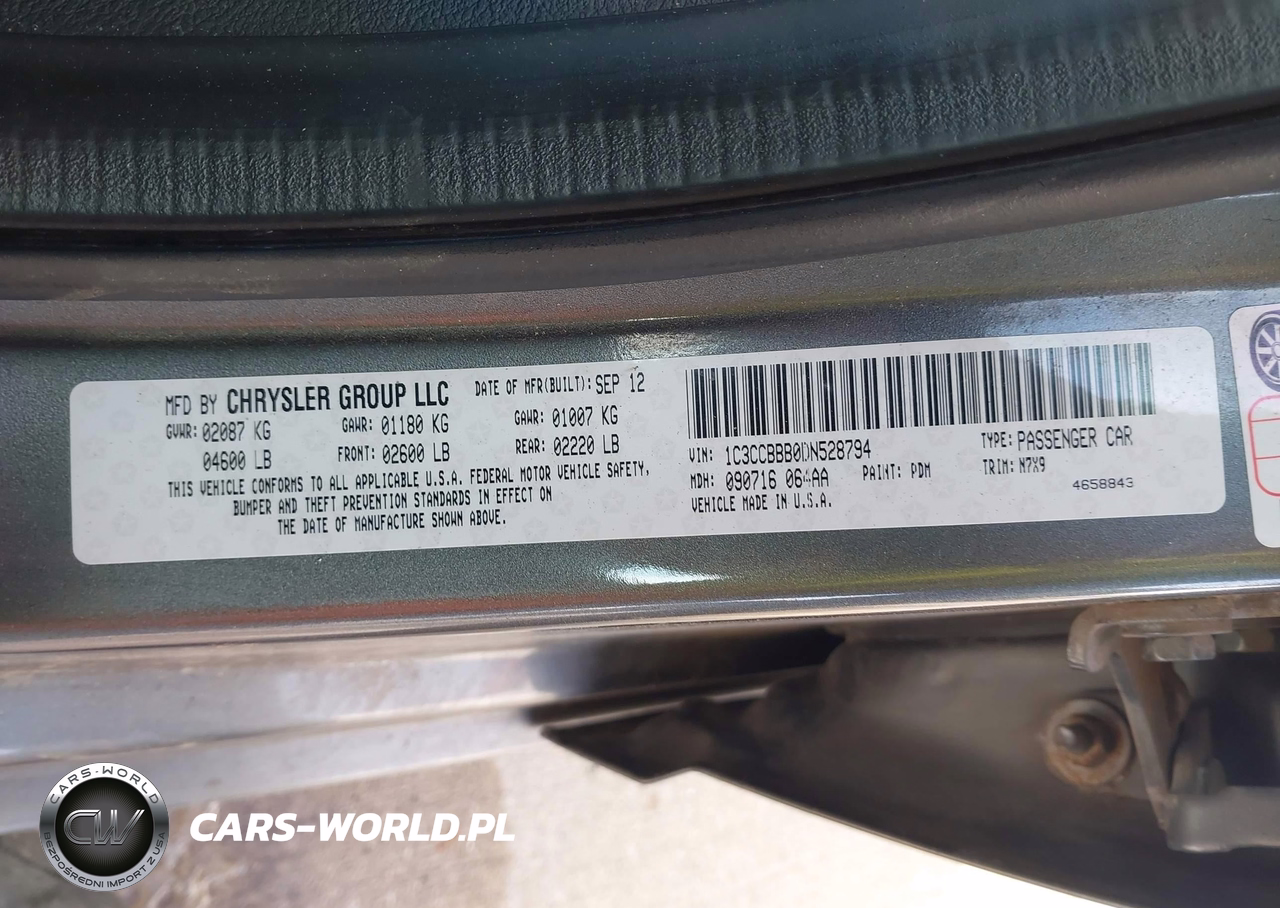 MFD BY CHRYSLER GROUP LLC DATE OF MFR(BUILT): SEP 12
GVWR: 02087 KG GAWR: 01180 KG GAWR: 01007 KG
04600 LB FRONT: 02600 LB REAR: 02220 LB
THIS VEHICLE CONFORMS TO ALL APPLICABLE U.S.A. FEDERAL MOTOR VEHICLE SAFETY,
BUMPER AND THEFT PREVENTION STANDARDS IN EFFECT ON
THE DATE OF MANUFACTURE SHOWN ABOVE.
VIN: 1C3CCBBB0DN528794 TYPE: PASSENGER CAR
MDH: 090716 064AA PAINT: PDM TRIM: N7X9
VEHICLE MADE IN U.S.A. 4658843
CARS-WORLD
CW
BEZPOŚREDNI IMPORT Z USA
CARS-WORLD.PL